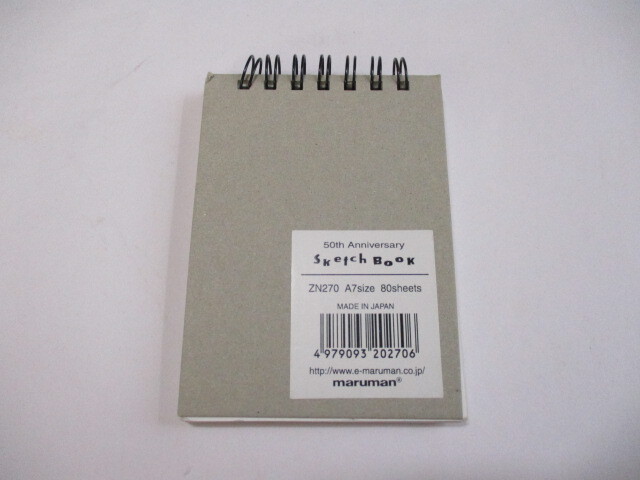 50th Anniversary
Sketch Book
ZN270 A7size 80sheets
MADE IN JAPAN
4 979093 202706
http://www.e-maruman.co.jp/
maruman®